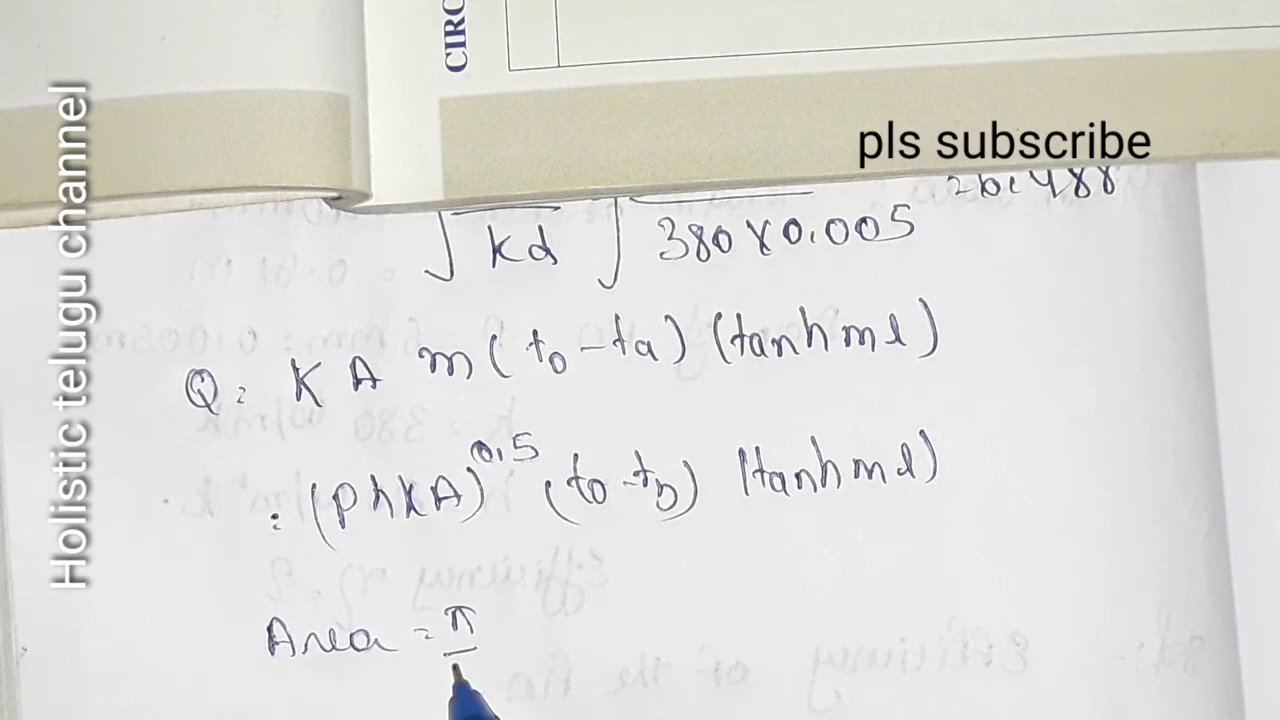 CIRC
pls subscribe
Holistic telugu channel
√kd √380×0.005
Q = K A m (t0 - ta) (tanh ml)
= (PhKA)^0.5 (t0 - tb) (tanh ml)
Area = π